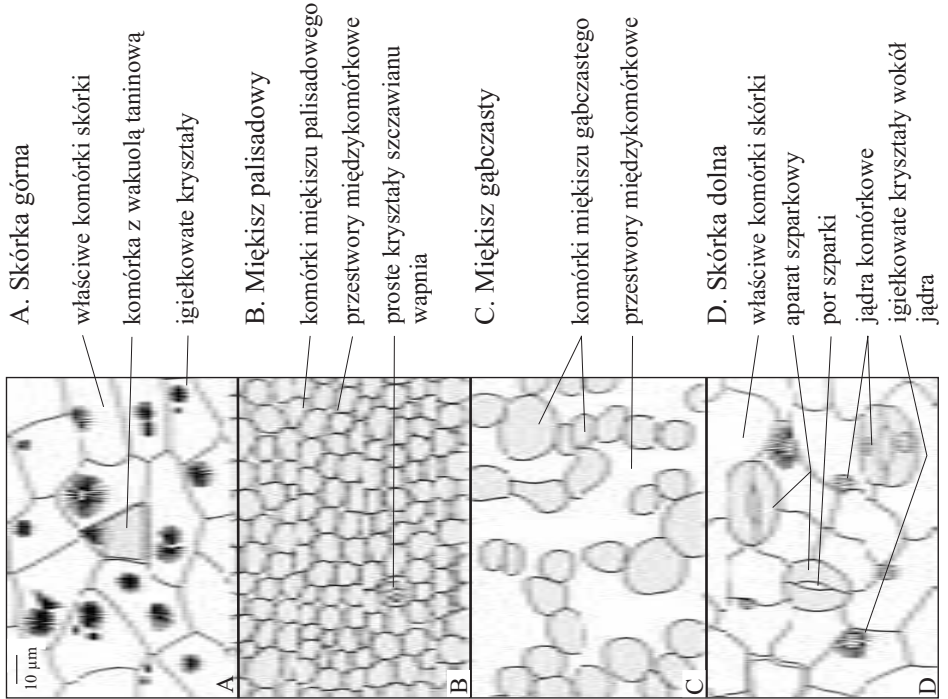 A. Skórka górna
właściwe komórki skórki
komórka z wakuolą taninową
igiełkowate kryształy
B. Miękisz palisadowy
komórki miękiszu palisadowego
przestwory międzykomórkowe
proste kryształy szczawianu
wapnia
C. Miękisz gąbczasty
komórki miękiszu gąbczastego
przestwory międzykomórkowe
D. Skórka dolna
właściwe komórki skórki
aparat szparkowy
por szparki
jądra komórkowe
igiełkowate kryształy wokół
jądra
10 µm
A
B
C
D